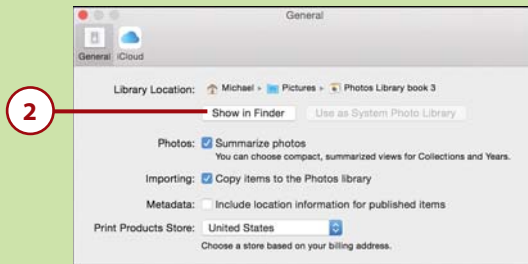 General
General iCloud
Library Location: Michael ▸ Pictures ▸ Photos Library book 3
2
Show in Finder Use as System Photo Library
Photos: Summarize photos
You can choose compact, summarized views for Collections and Years.
Importing: Copy items to the Photos library
Metadata: Include location information for published items
Print Products Store: United States
Choose a store based on your billing address.